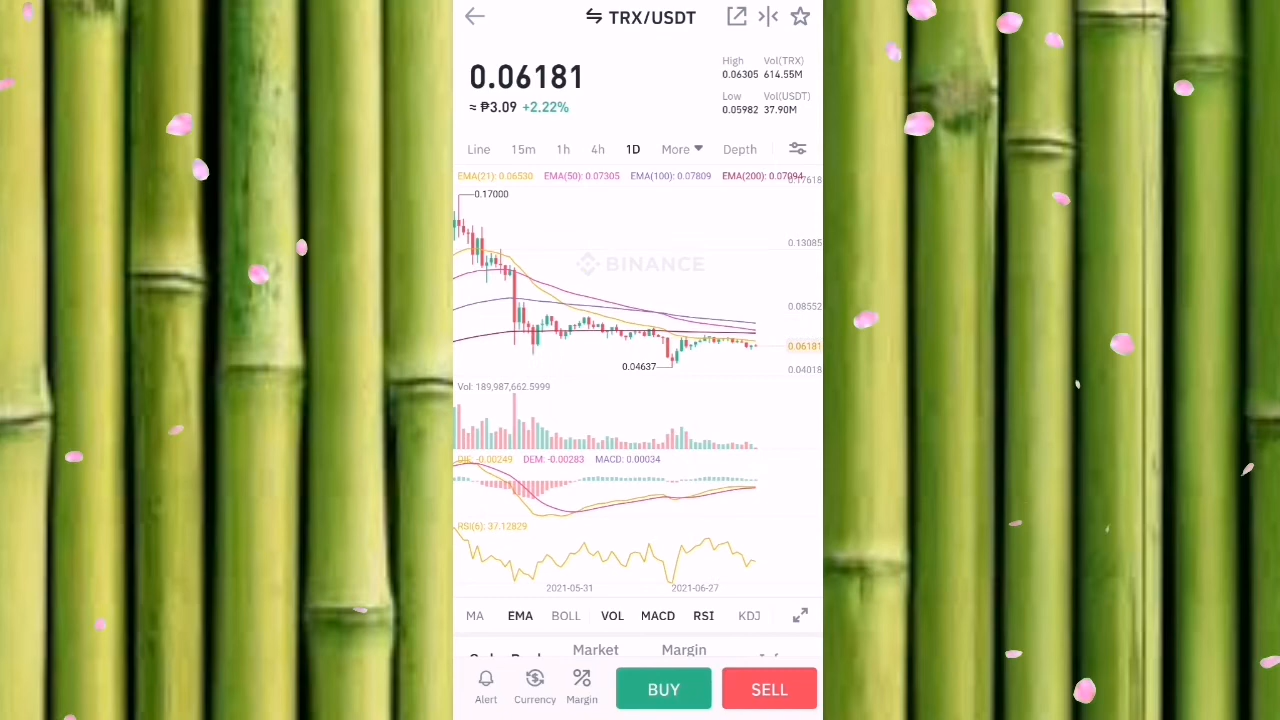 TRX/USDT
0.06181
≈ ₱3.09 +2.22%
High Vol(TRX)
0.06305 614.55M
Low Vol(USDT)
0.05982 37.90M
Line 15m 1h 4h 1D More Depth
EMA(21): 0.06530 EMA(50): 0.07305 EMA(100): 0.07809 EMA(200): 0.07094
0.17618
0.17000
0.13085
BINANCE
0.08552
0.06181
0.04637
0.04018
Vol: 189,987,662.5999
DIF: -0.00249 DEM: -0.00283 MACD: 0.00034
RSI(6): 37.12829
2021-05-31 2021-06-27
MA EMA BOLL VOL MACD RSI KDJ
Market Margin
Alert Currency Margin BUY SELL